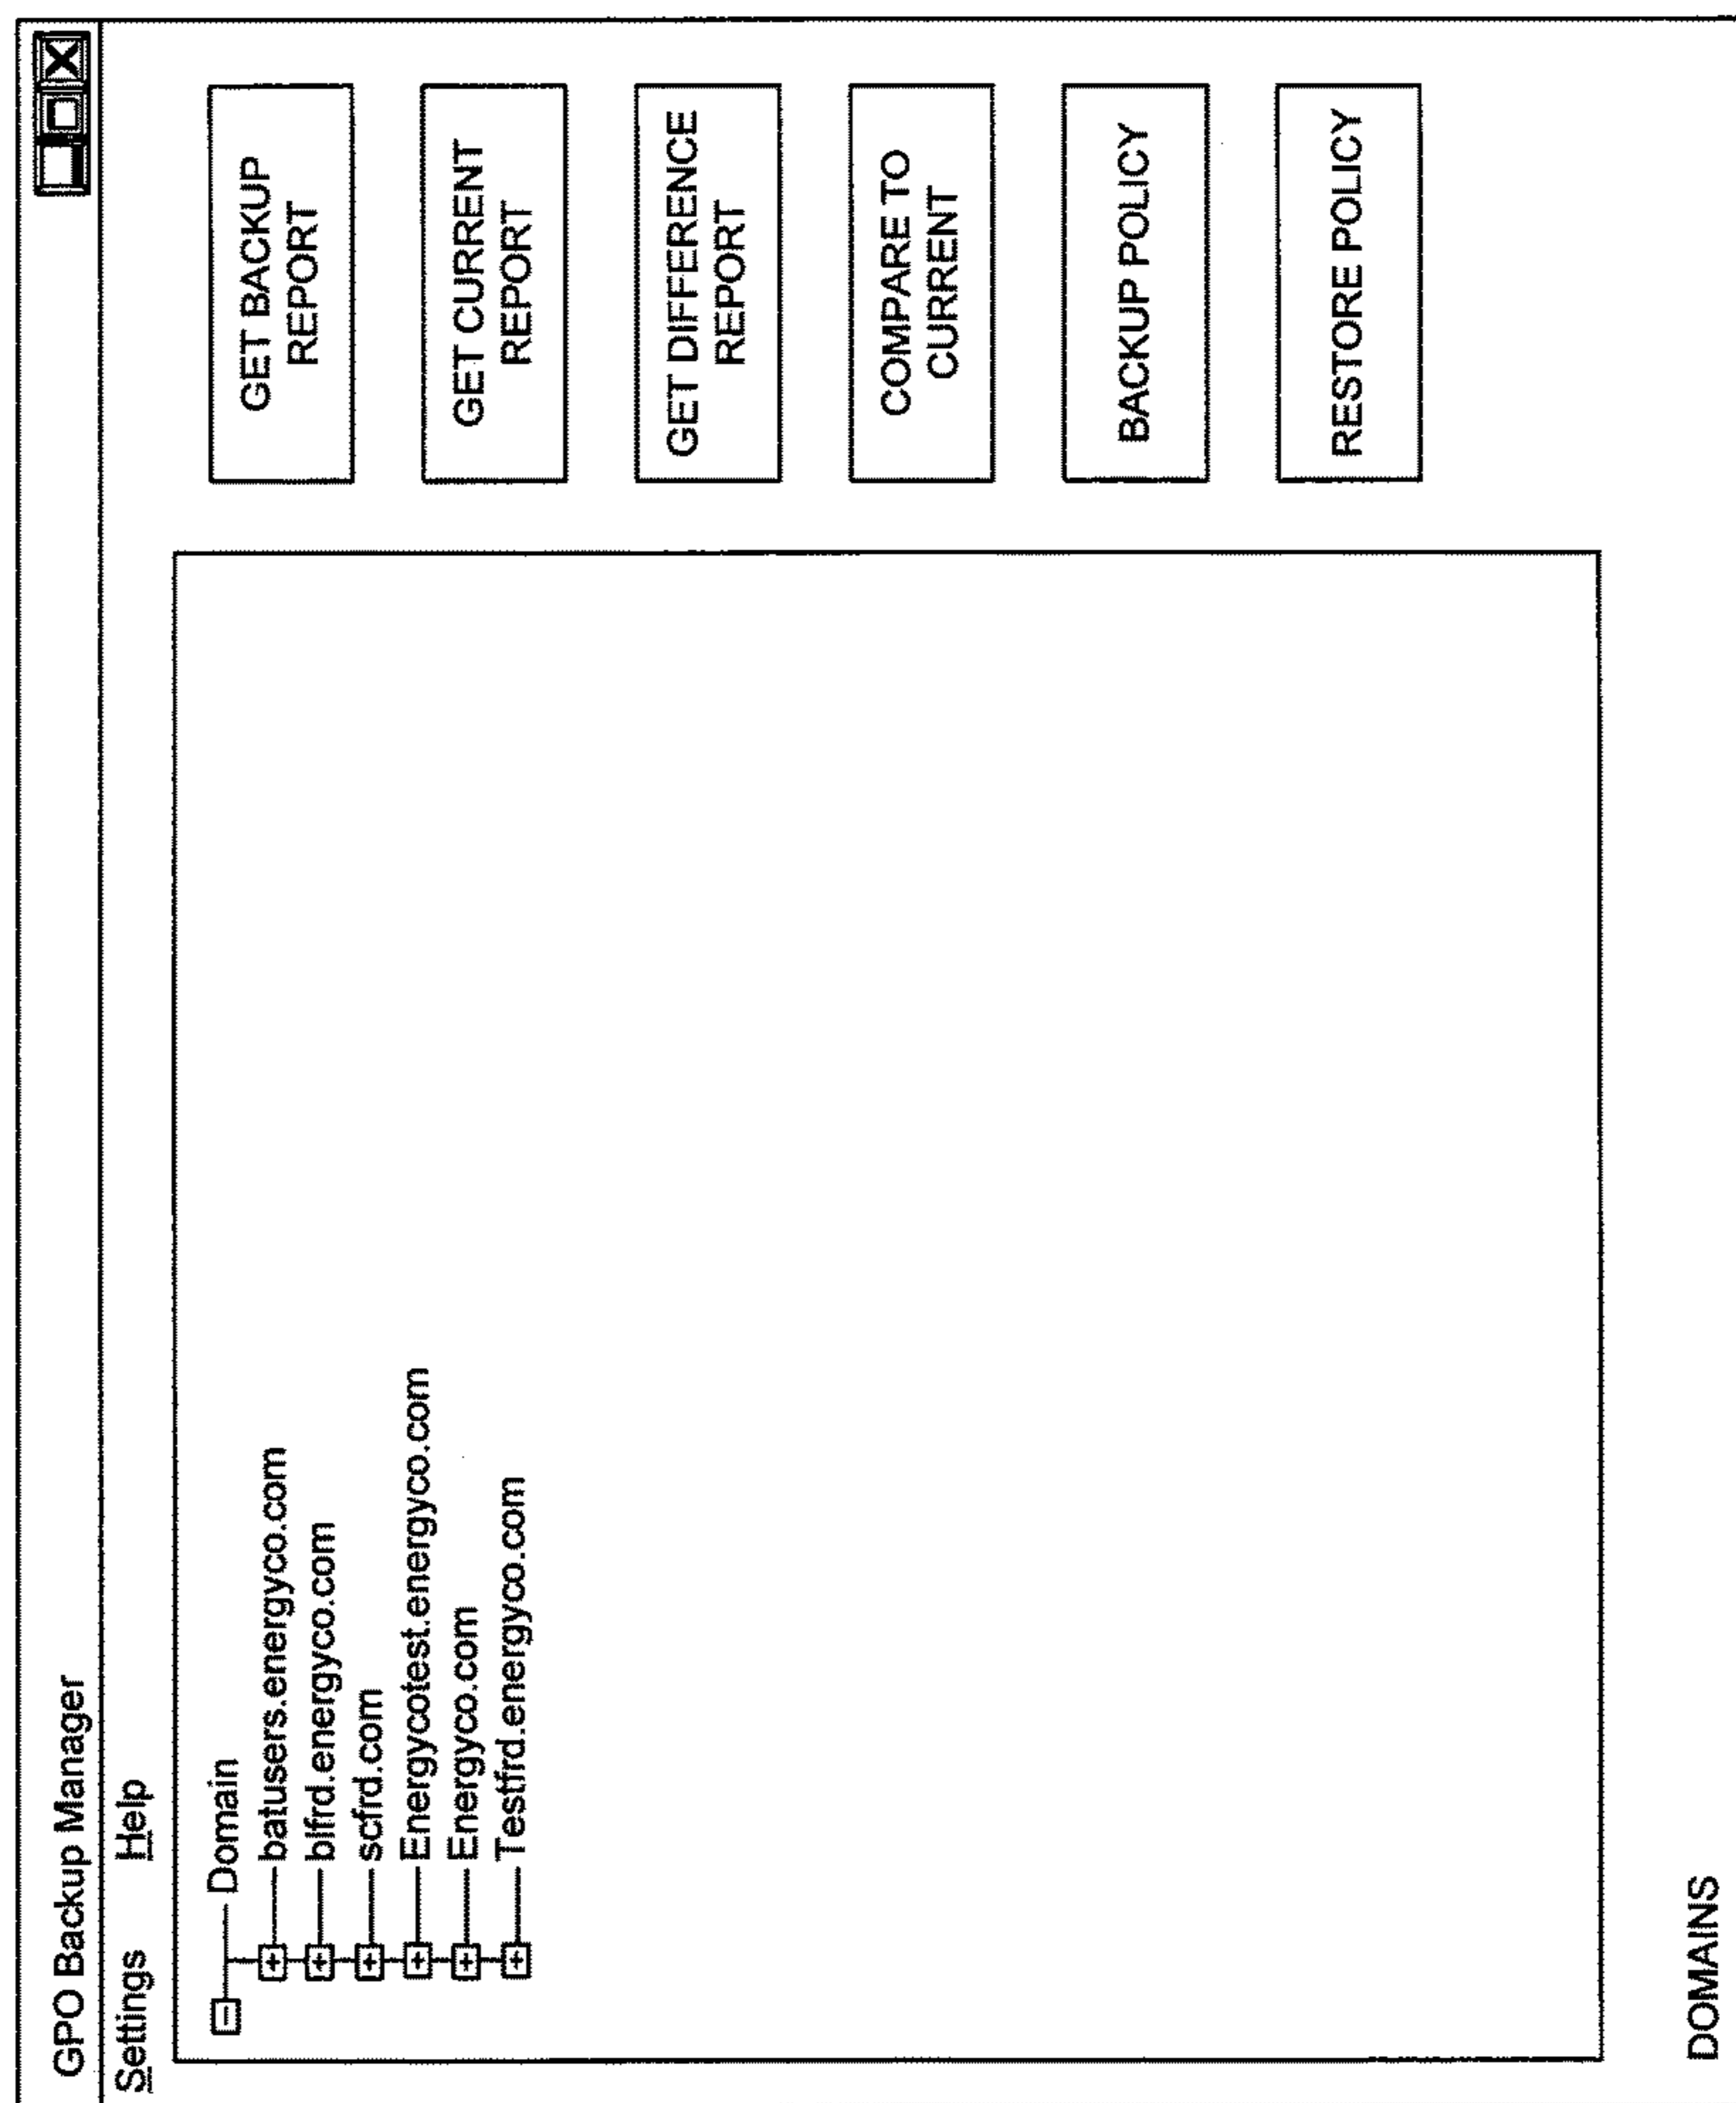 GPO Backup Manager
Settings Help
Domain
batusers.energyco.com
blfrd.energyco.com
scfrd.com
Energycotest.energyco.com
Energyco.com
Testfrd.energyco.com
GET BACKUP
REPORT
GET CURRENT
REPORT
GET DIFFERENCE
REPORT
COMPARE TO
CURRENT
BACKUP POLICY
RESTORE POLICY
DOMAINS